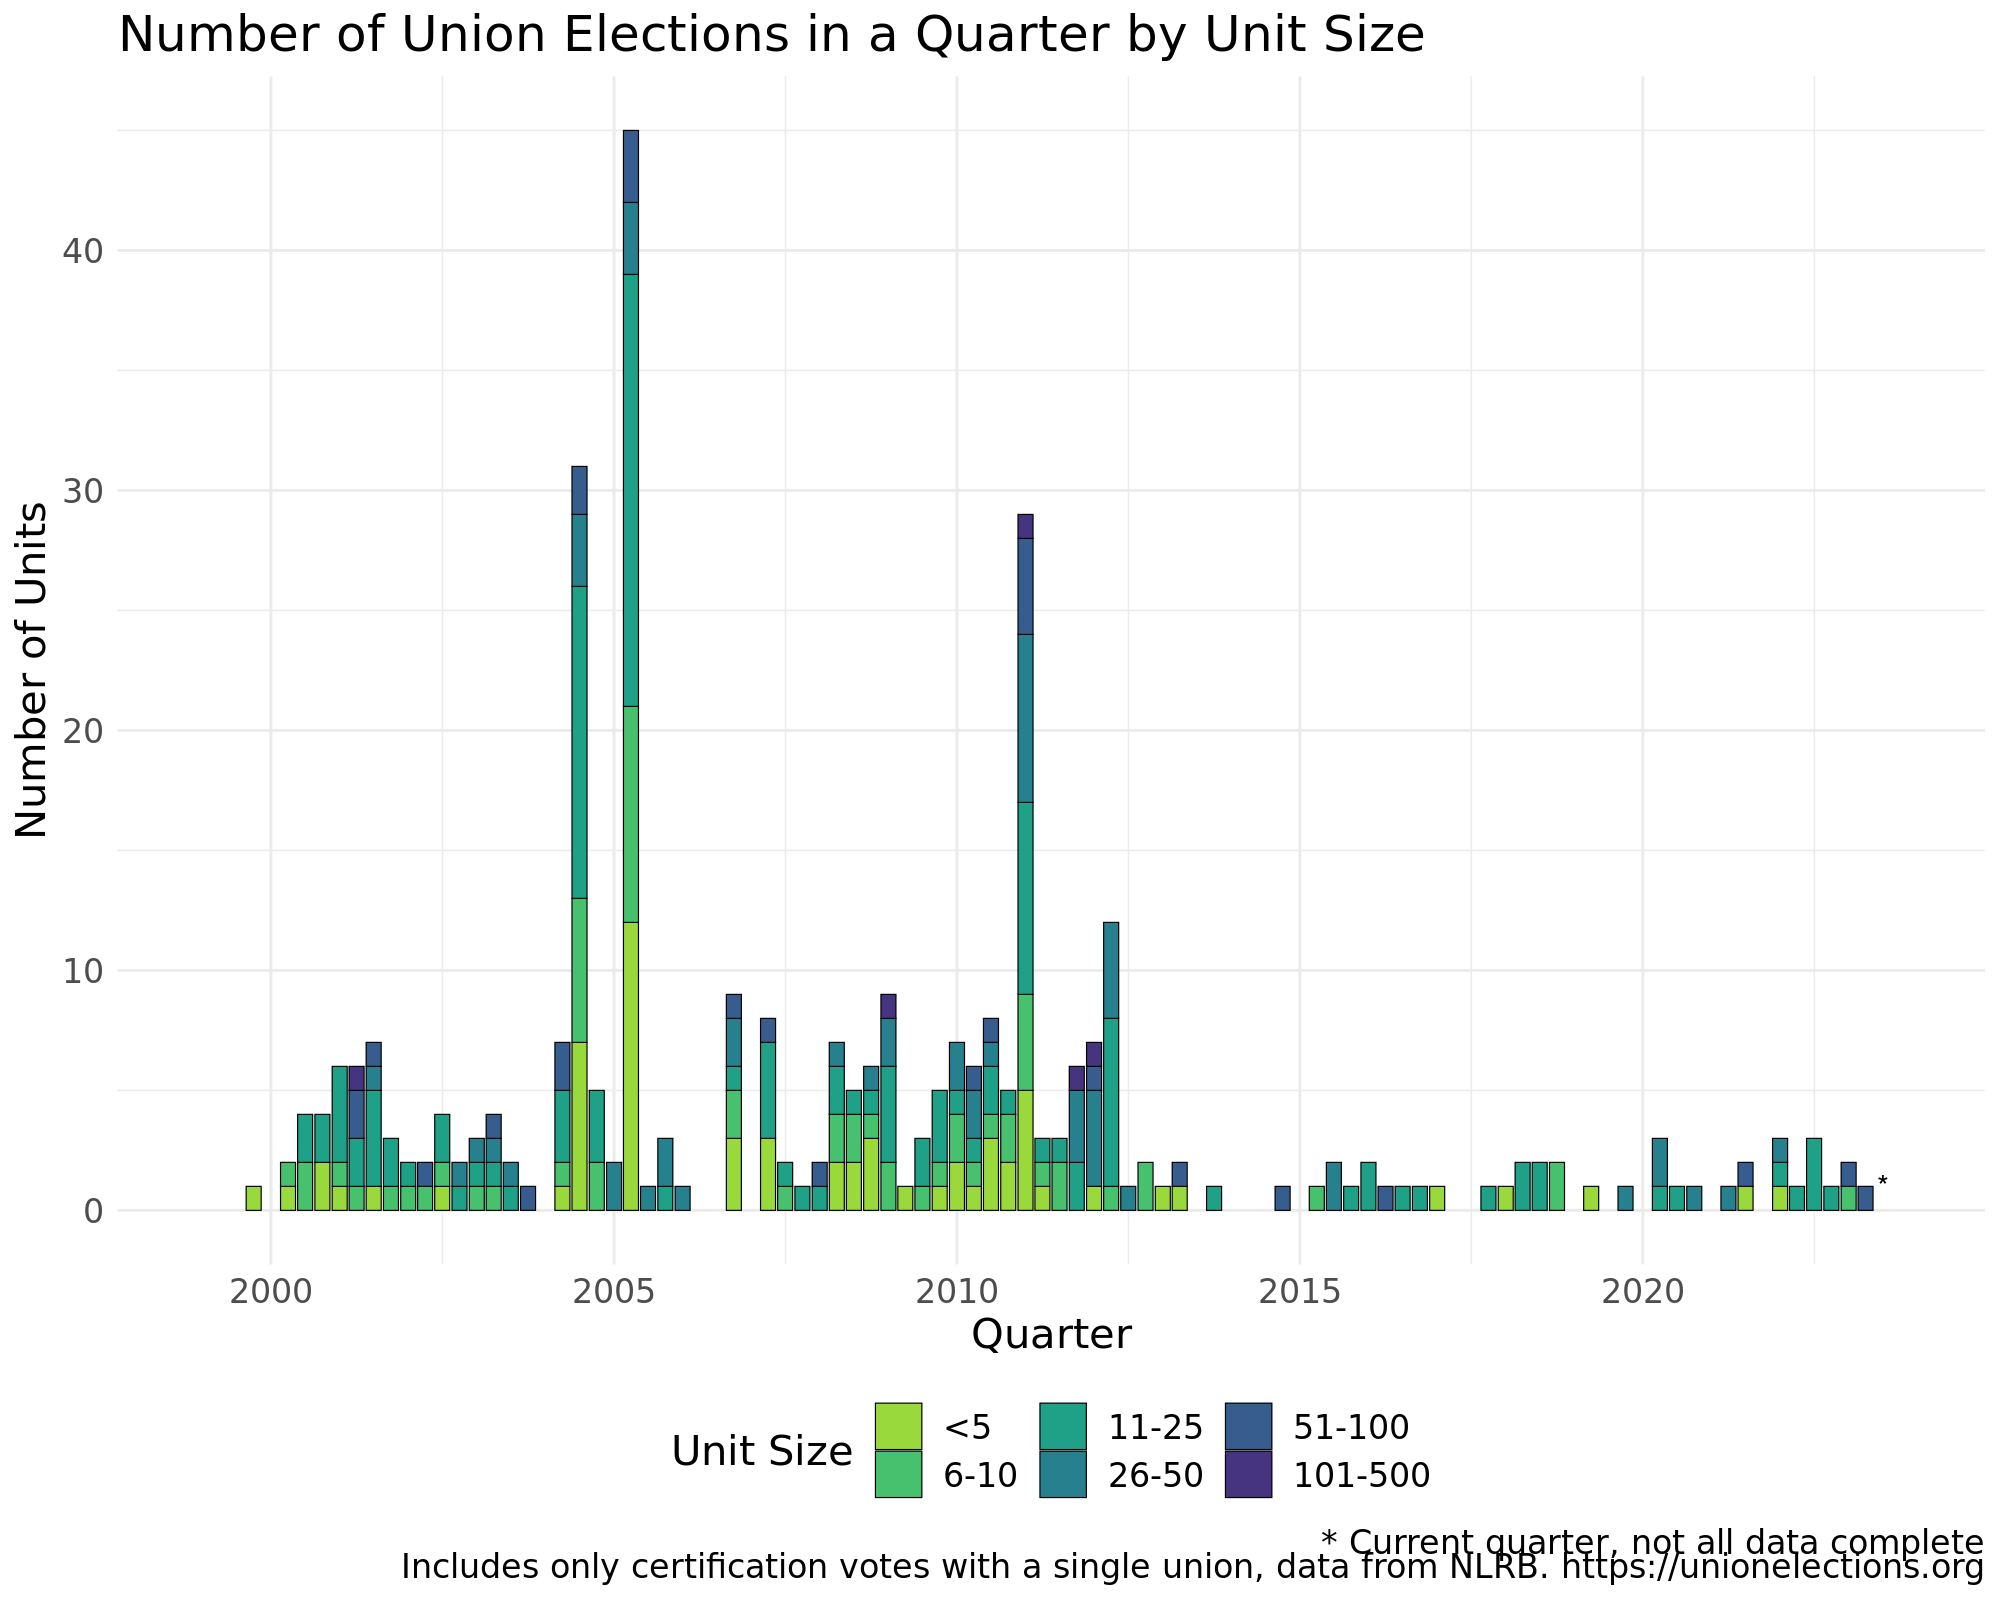 Number of Union Elections in a Quarter by Unit Size
Number of Units
40
30
20
10
0
*
2000 2005 2010 2015 2020
Quarter
Unit Size
<5 11-25 51-100
6-10 26-50 101-500
* Current quarter, not all data complete
Includes only certification votes with a single union, data from NLRB. https://unionelections.org